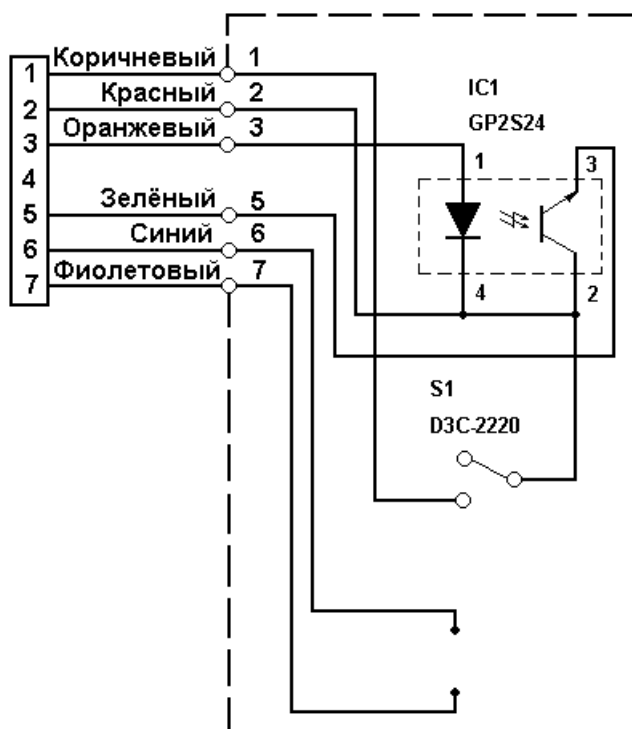 1 Коричневый 1
2 Красный 2
3 Оранжевый 3
4
5 Зелёный 5
6 Синий 6
7 Фиолетовый 7
IC1
GP2S24
1 3
4 2
S1
D3C-2220